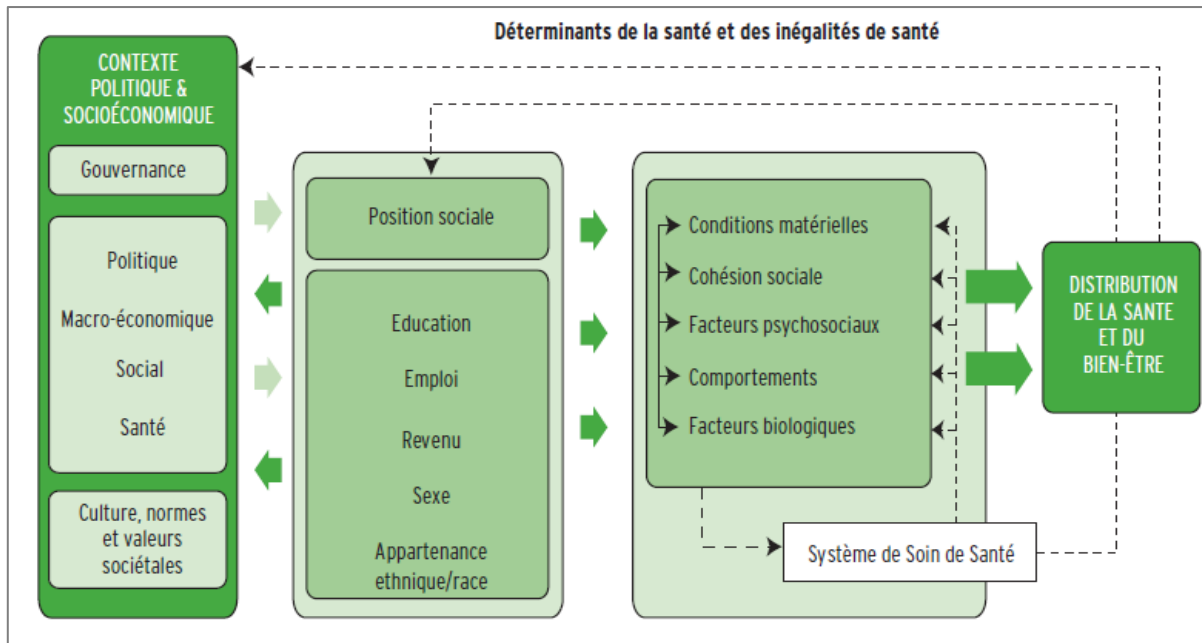 Déterminants de la santé et des inégalités de santé
CONTEXTE
POLITIQUE &
SOCIOÉCONOMIQUE
Gouvernance
Politique
Macro-économique
Social
Santé
Culture, normes
et valeurs
sociétales
Position sociale
Education
Emploi
Revenu
Sexe
Appartenance
ethnique/race
Conditions matérielles
Cohésion sociale
Facteurs psychosociaux
Comportements
Facteurs biologiques
Système de Soin de Santé
DISTRIBUTION
DE LA SANTE
ET DU
BIEN-ÊTRE